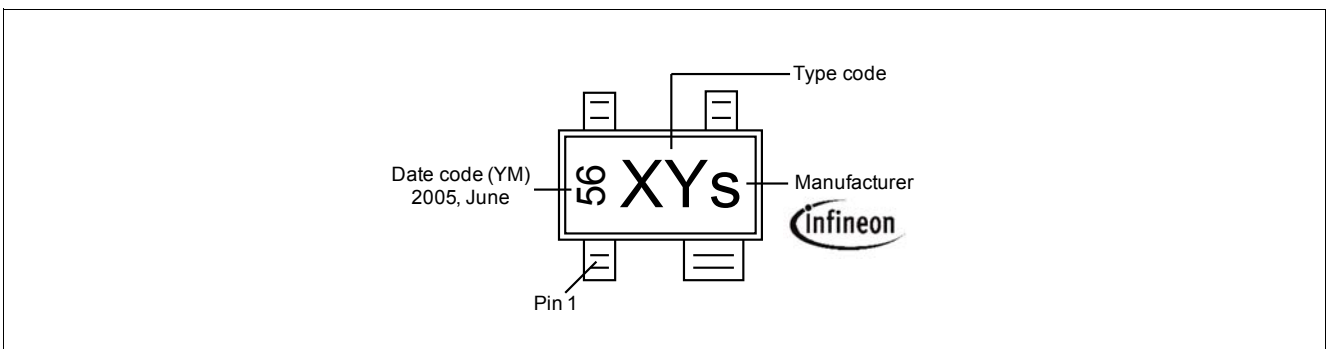 Type code
Date code (YM)
2005, June
56
XYs
Manufacturer
infineon
Pin 1